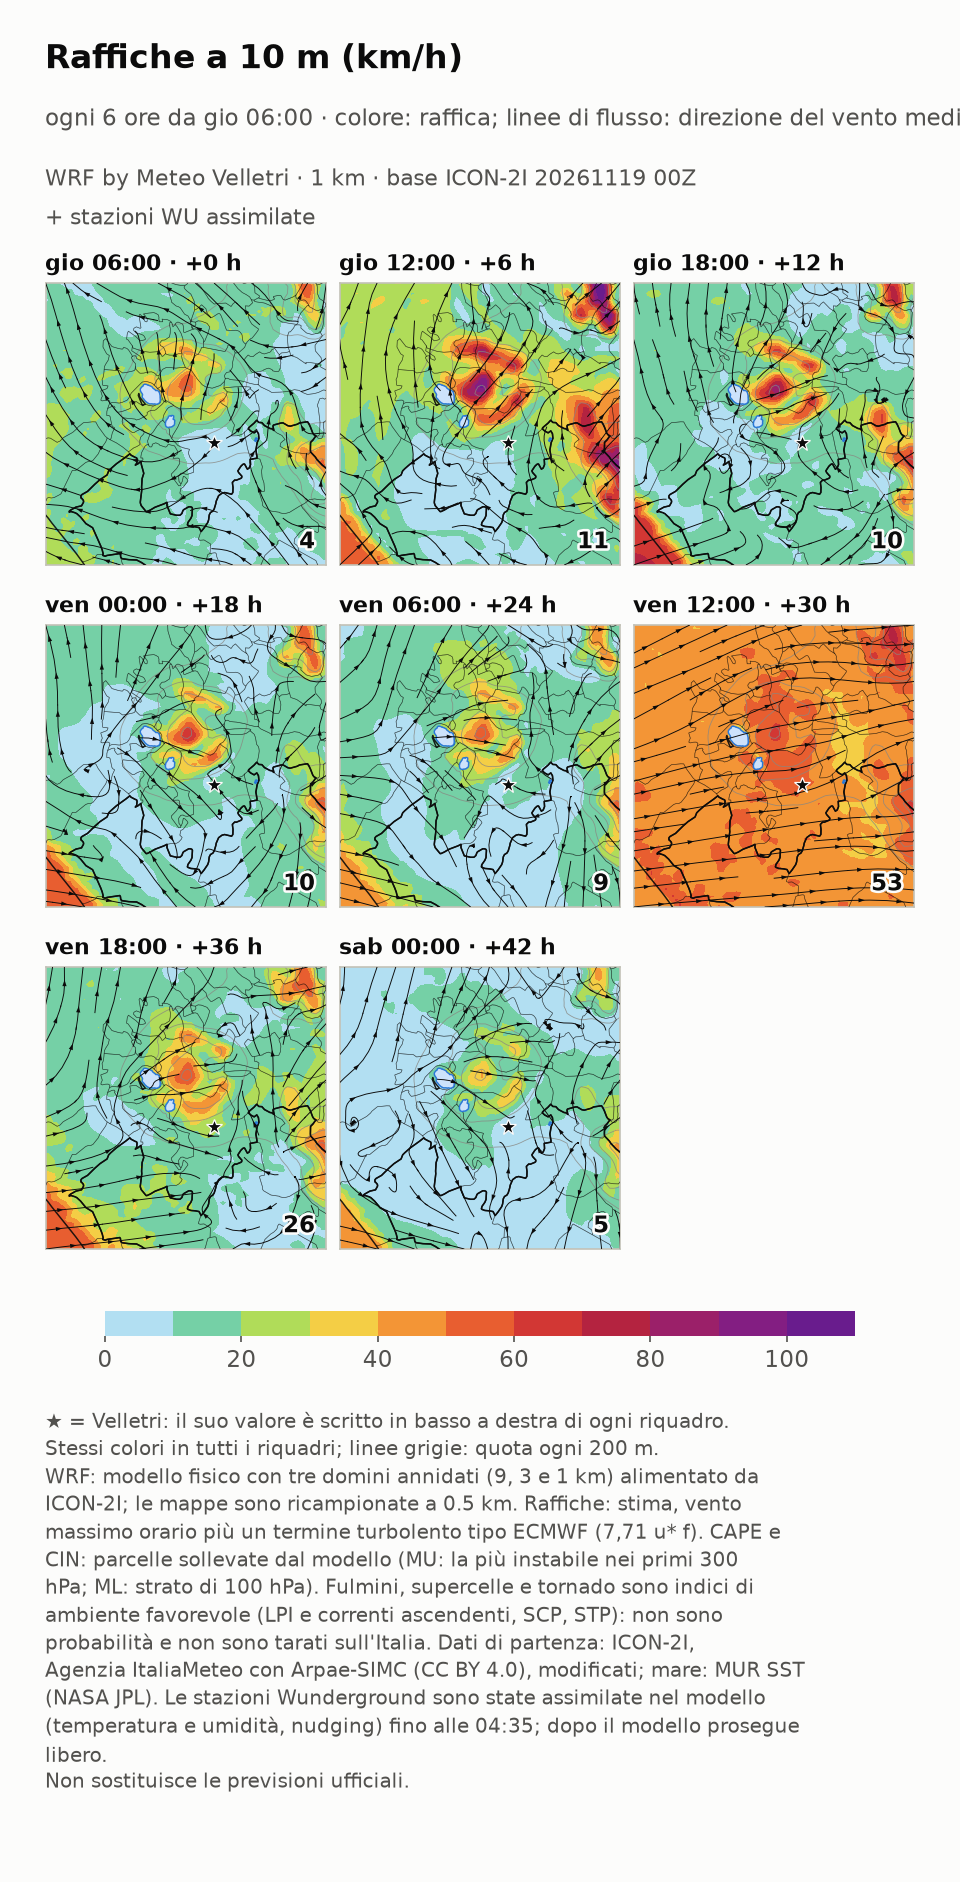 Raffiche a 10 m (km/h)
ogni 6 ore da gio 06:00 · colore: raffica; linee di flusso: direzione del vento medi
WRF by Meteo Velletri · 1 km · base ICON-2I 20261119 00Z
+ stazioni WU assimilate
gio 06:00 · +0 h
gio 12:00 · +6 h
gio 18:00 · +12 h
4
11
10
ven 00:00 · +18 h
ven 06:00 · +24 h
ven 12:00 · +30 h
10
9
53
ven 18:00 · +36 h
sab 00:00 · +42 h
26
5
0 20 40 60 80 100
★ = Velletri: il suo valore è scritto in basso a destra di ogni riquadro.
Stessi colori in tutti i riquadri; linee grigie: quota ogni 200 m.
WRF: modello fisico con tre domini annidati (9, 3 e 1 km) alimentato da
ICON-2I; le mappe sono ricampionate a 0.5 km. Raffiche: stima, vento
massimo orario più un termine turbolento tipo ECMWF (7,71 u* f). CAPE e
CIN: parcelle sollevate dal modello (MU: la più instabile nei primi 300
hPa; ML: strato di 100 hPa). Fulmini, supercelle e tornado sono indici di
ambiente favorevole (LPI e correnti ascendenti, SCP, STP): non sono
probabilità e non sono tarati sull'Italia. Dati di partenza: ICON-2I,
Agenzia ItaliaMeteo con Arpae-SIMC (CC BY 4.0), modificati; mare: MUR SST
(NASA JPL). Le stazioni Wunderground sono state assimilate nel modello
(temperatura e umidità, nudging) fino alle 04:35; dopo il modello prosegue
libero.
Non sostituisce le previsioni ufficiali.